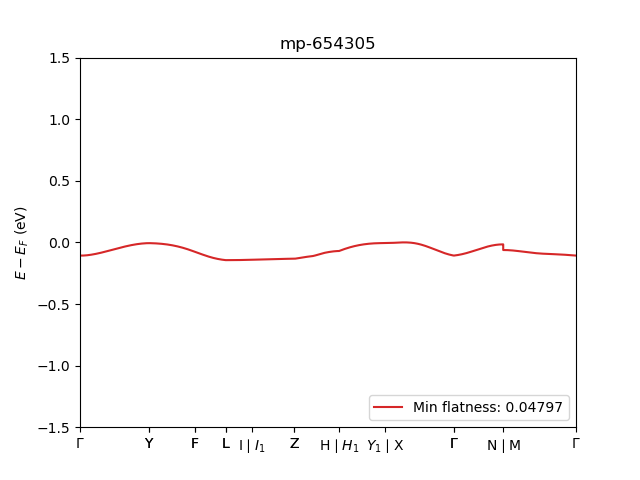 mp-654305
1.5
1.0
0.5
0.0
−0.5
−1.0
−1.5
E − E_F (eV)
Min flatness: 0.04797
Γ Y F L I | I₁ Z H | H₁ Y₁ | X Γ N | M Γ